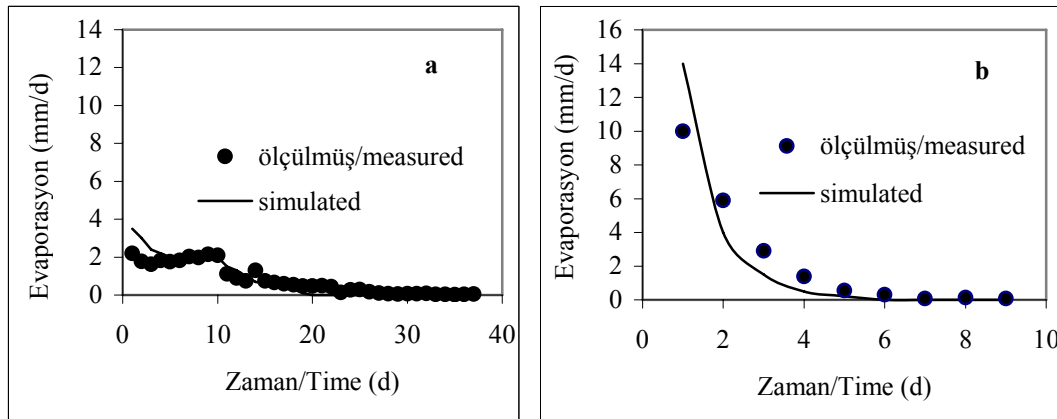 14
12
10
8
6
4
2
0
Evaporasyon (mm/d)
a
ölçülmüş/measured
simulated
0 10 20 30 40
Zaman/Time (d)
16
14
12
10
8
6
4
2
0
Evaporasyon (mm/d)
b
ölçülmüş/measured
simulated
0 2 4 6 8 10
Zaman/Time (d)